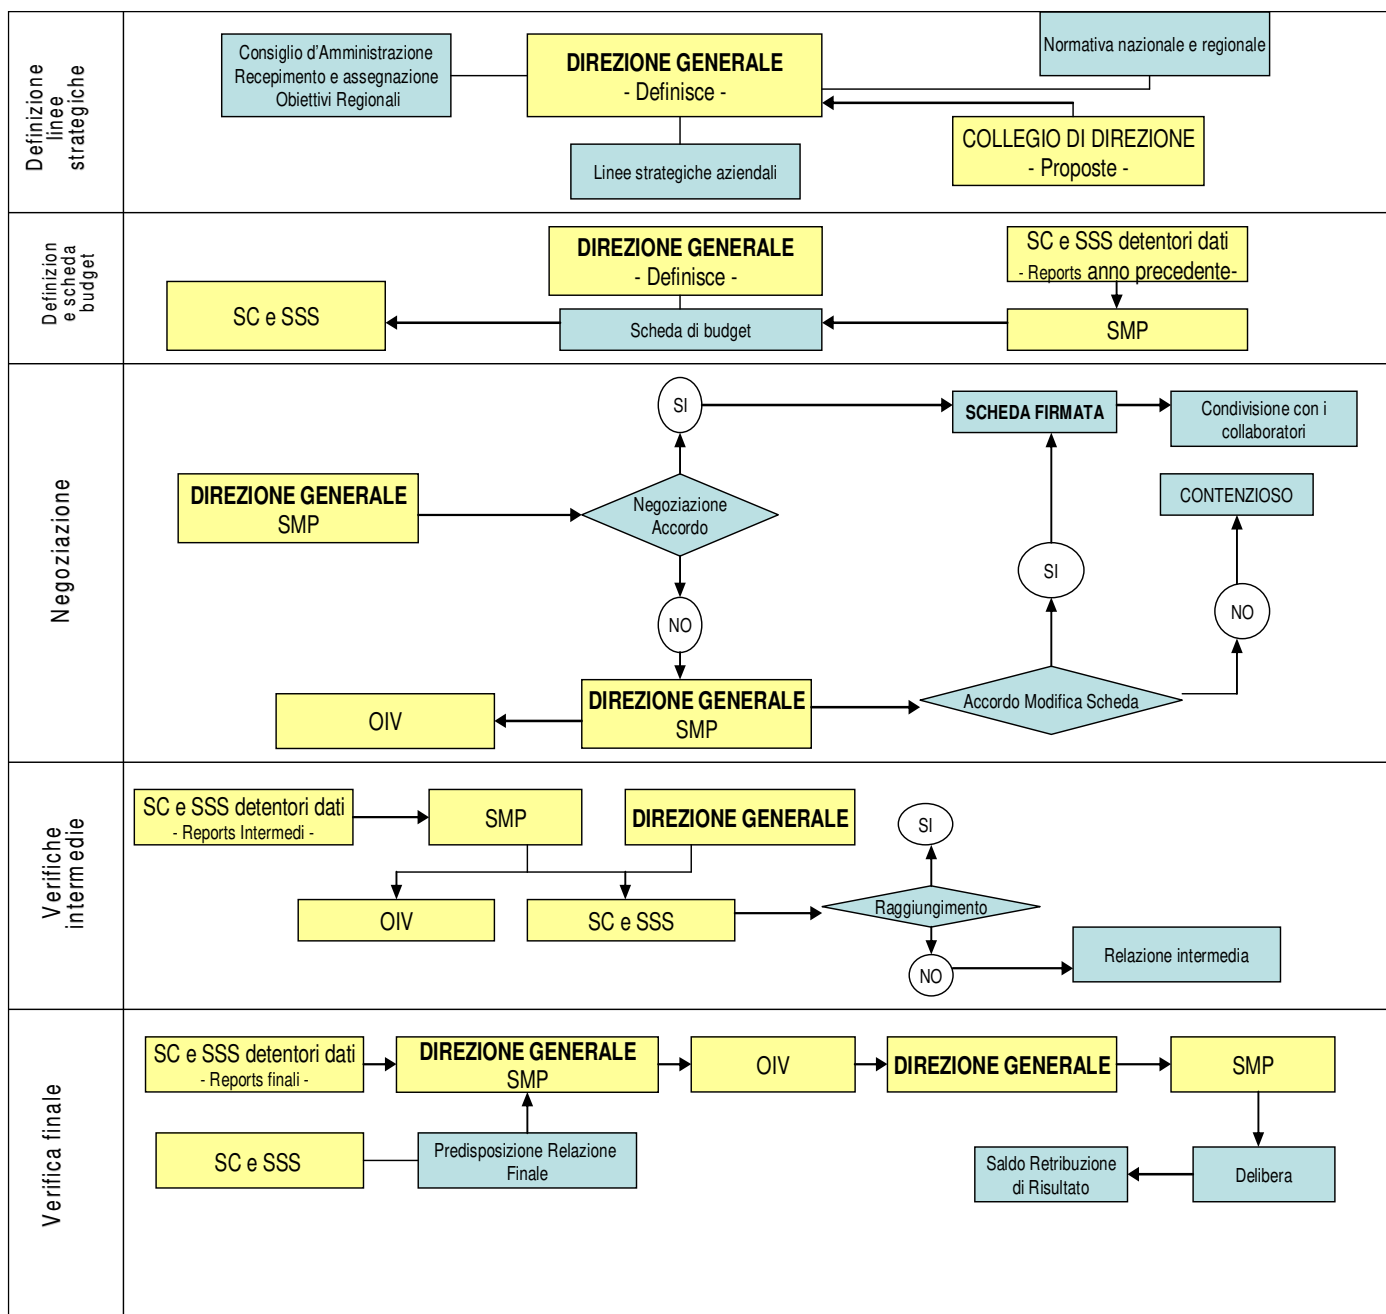 Definizione
linee
strategiche
Consiglio d'Amministrazione
Recepimento e assegnazione
Obiettivi Regionali
DIREZIONE GENERALE
- Definisce -
Normativa nazionale e regionale
COLLEGIO DI DIREZIONE
- Proposte -
Linee strategiche aziendali
Definizion
e scheda
budget
DIREZIONE GENERALE
- Definisce -
SC e SSS detentori dati
- Reports anno precedente-
SC e SSS
Scheda di budget
SMP
Negoziazione
SI
SCHEDA FIRMATA
Condivisione con i
collaboratori
DIREZIONE GENERALE
SMP
Negoziazione
Accordo
CONTENZIOSO
SI
NO
NO
OIV
DIREZIONE GENERALE
SMP
Accordo Modifica Scheda
Verifiche
intermedie
SC e SSS detentori dati
- Reports Intermedi -
SMP
DIREZIONE GENERALE
SI
OIV
SC e SSS
Raggiungimento
NO
Relazione intermedia
Verifica finale
SC e SSS detentori dati
- Reports finali -
DIREZIONE GENERALE
SMP
OIV
DIREZIONE GENERALE
SMP
SC e SSS
Predisposizione Relazione
Finale
Saldo Retribuzione
di Risultato
Delibera